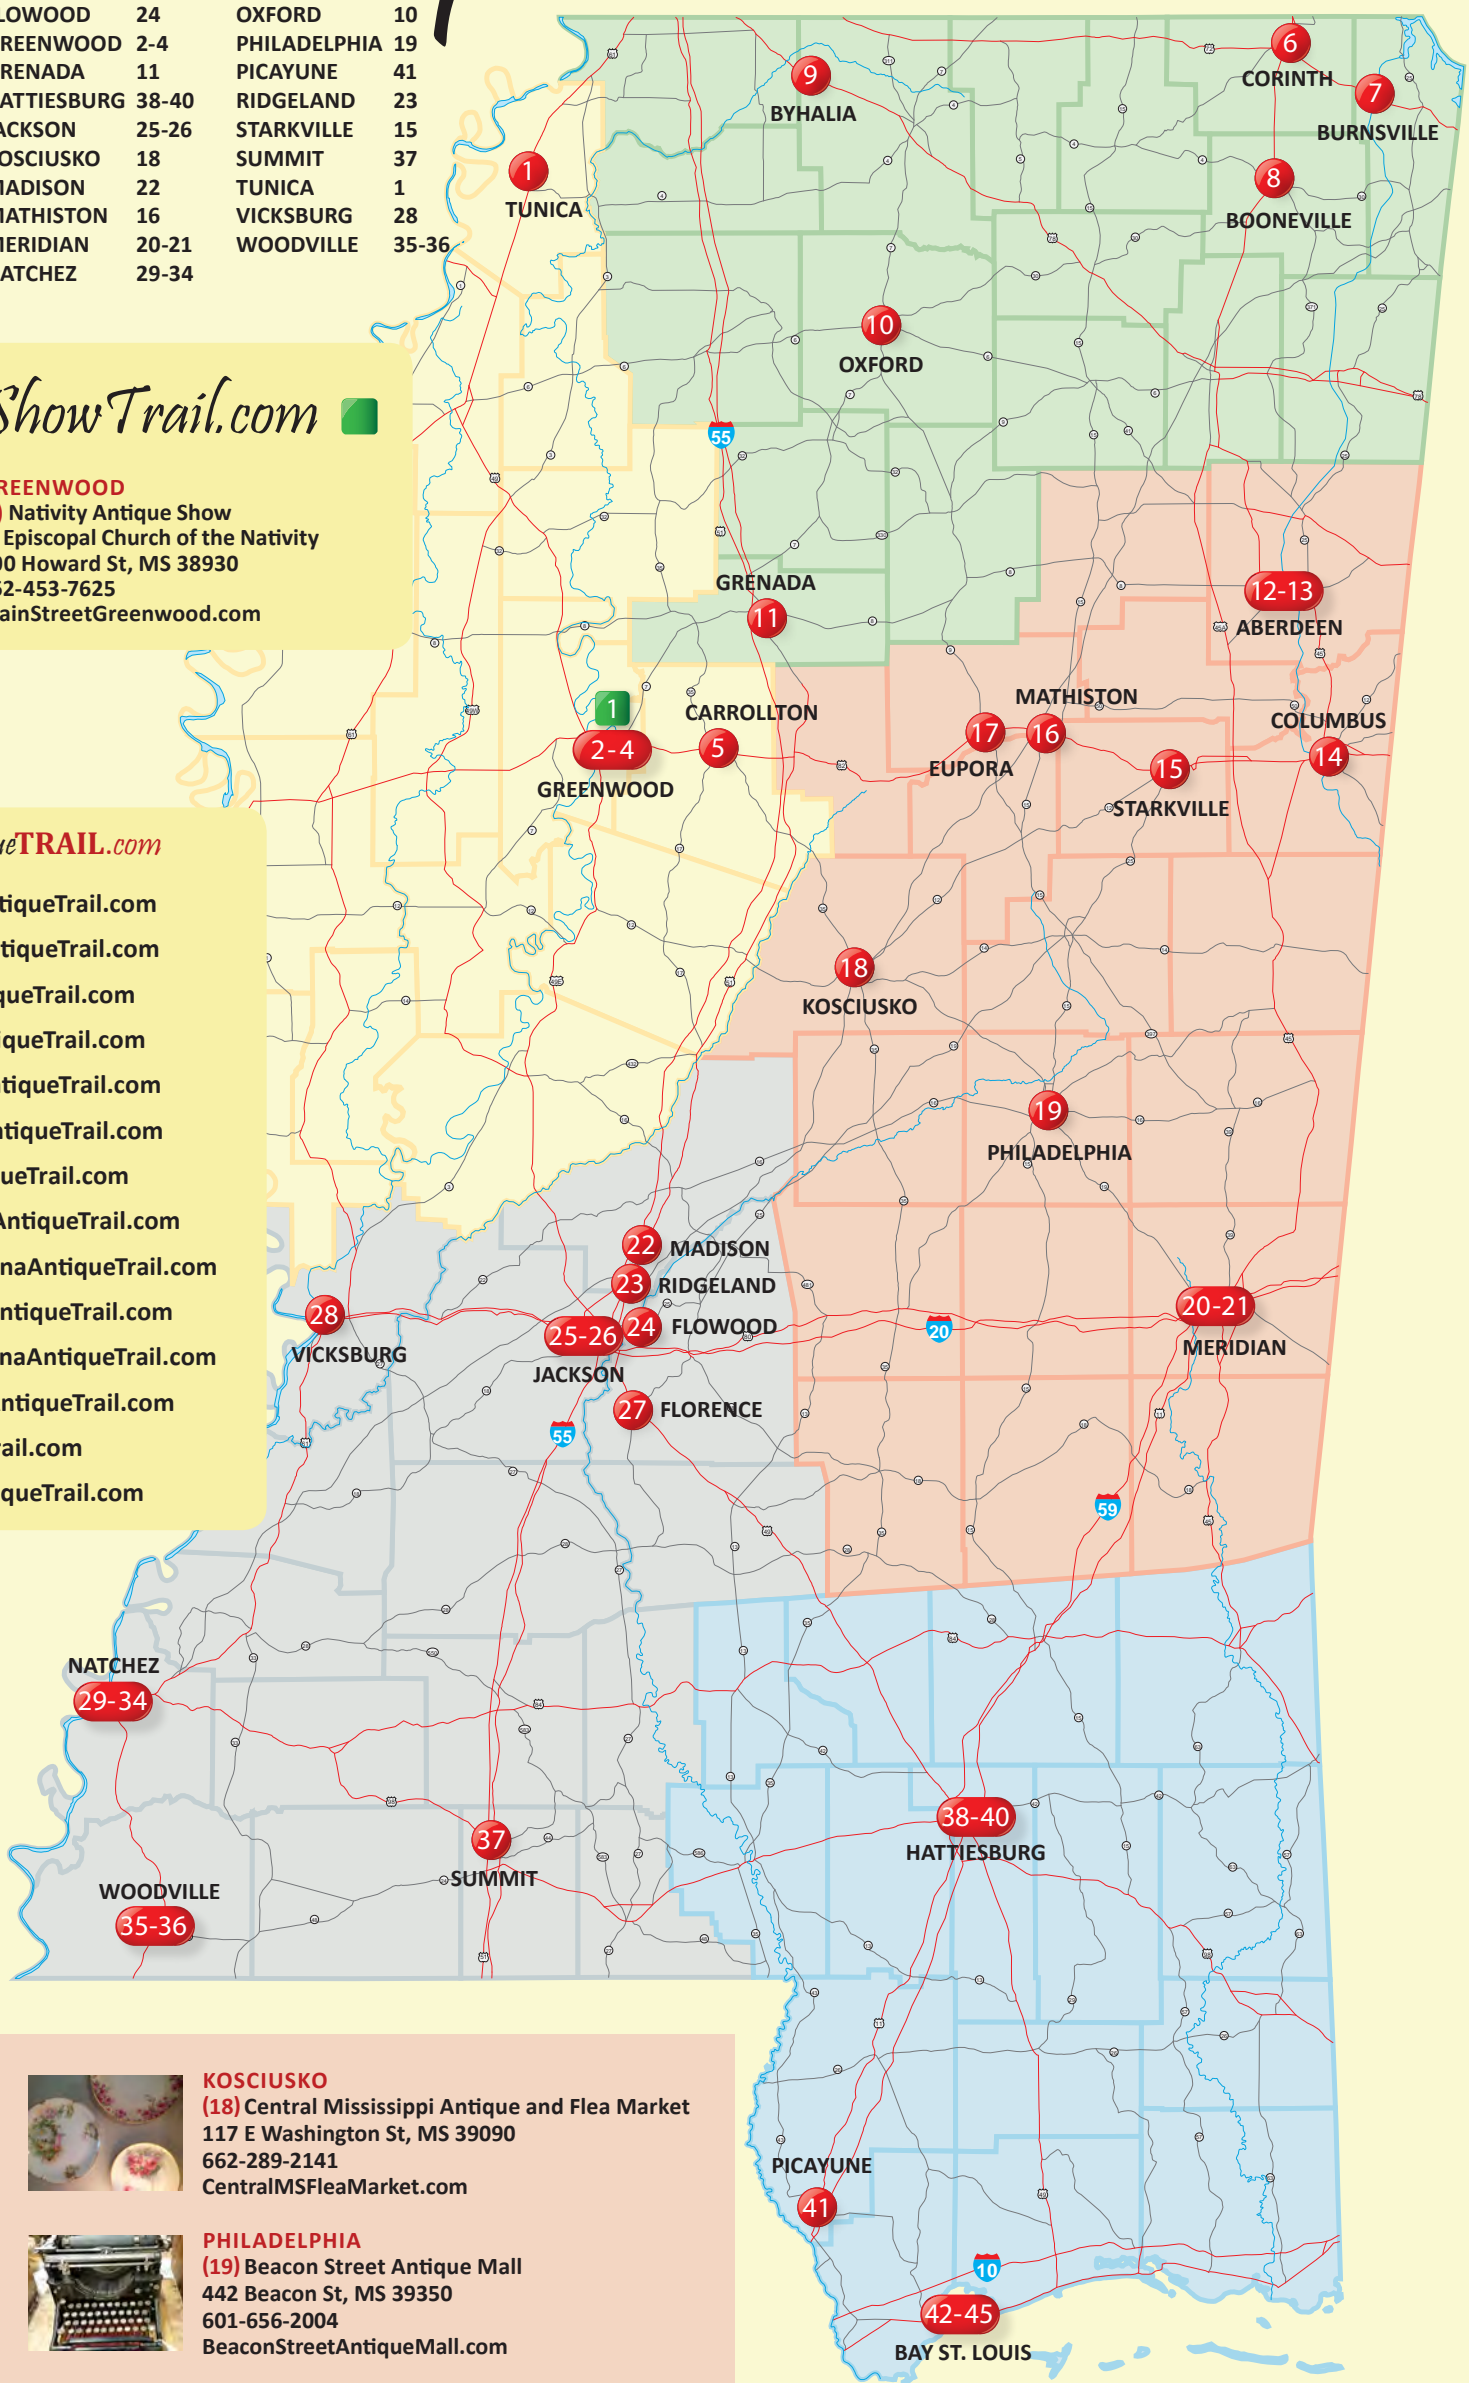 LOWOOD 24 OXFORD 10
REENWOOD 2-4 PHILADELPHIA 19
RENADA 11 PICAYUNE 41
ATTIESBURG 38-40 RIDGELAND 23
ACKSON 25-26 STARKVILLE 15
OSCIUSKO 18 SUMMIT 37
MADISON 22 TUNICA 1
MATHISTON 16 VICKSBURG 28
MERIDIAN 20-21 WOODVILLE 35-36
ATCHEZ 29-34
ShowTrail.com
REENWOOD
) Nativity Antique Show
Episcopal Church of the Nativity
00 Howard St, MS 38930
62-453-7625
ainStreetGreenwood.com
ueTRAIL.com
tiqueTrail.com
tiqueTrail.com
queTrail.com
iqueTrail.com
ntiqueTrail.com
ntiqueTrail.com
ueTrail.com
AntiqueTrail.com
naAntiqueTrail.com
ntiqueTrail.com
naAntiqueTrail.com
ntiqueTrail.com
rail.com
queTrail.com
6
CORINTH
9
BYHALIA
7
BURNSVILLE
1
TUNICA
8
BOONEVILLE
10
OXFORD
55
GRENADA
11
12-13
ABERDEEN
1
2-4
GREENWOOD
CARROLLTON
5
MATHISTON
17
16
EUPORA
COLUMBUS
14
15
STARKVILLE
18
KOSCIUSKO
19
PHILADELPHIA
22 MADISON
23 RIDGELAND
24 FLOWOOD
25-26
JACKSON
28
VICKSBURG
20
20-21
MERIDIAN
27 FLORENCE
55
59
NATCHEZ
29-34
37
SUMMIT
38-40
HATTIESBURG
WOODVILLE
35-36
PICAYUNE
41
10
42-45
BAY ST. LOUIS
KOSCIUSKO
(18) Central Mississippi Antique and Flea Market
117 E Washington St, MS 39090
662-289-2141
CentralMSFleaMarket.com
PHILADELPHIA
(19) Beacon Street Antique Mall
442 Beacon St, MS 39350
601-656-2004
BeaconStreetAntiqueMall.com